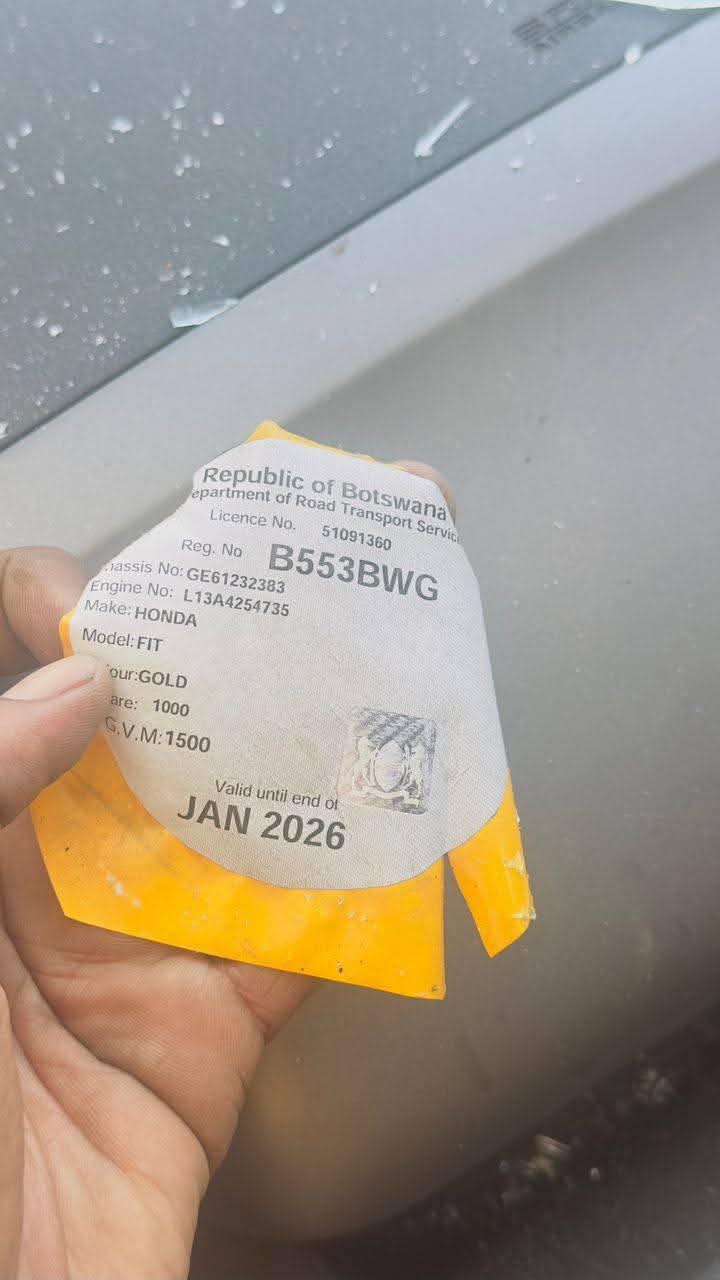 Republic of Botswana
epartment of Road Transport Servic
Licence No. 51091360
Reg. No B553BWG
hassis No: GE61232383
Engine No: L13A4254735
Make: HONDA
Model: FIT
our: GOLD
are: 1000
G.V.M: 1500
Valid until end of
JAN 2026